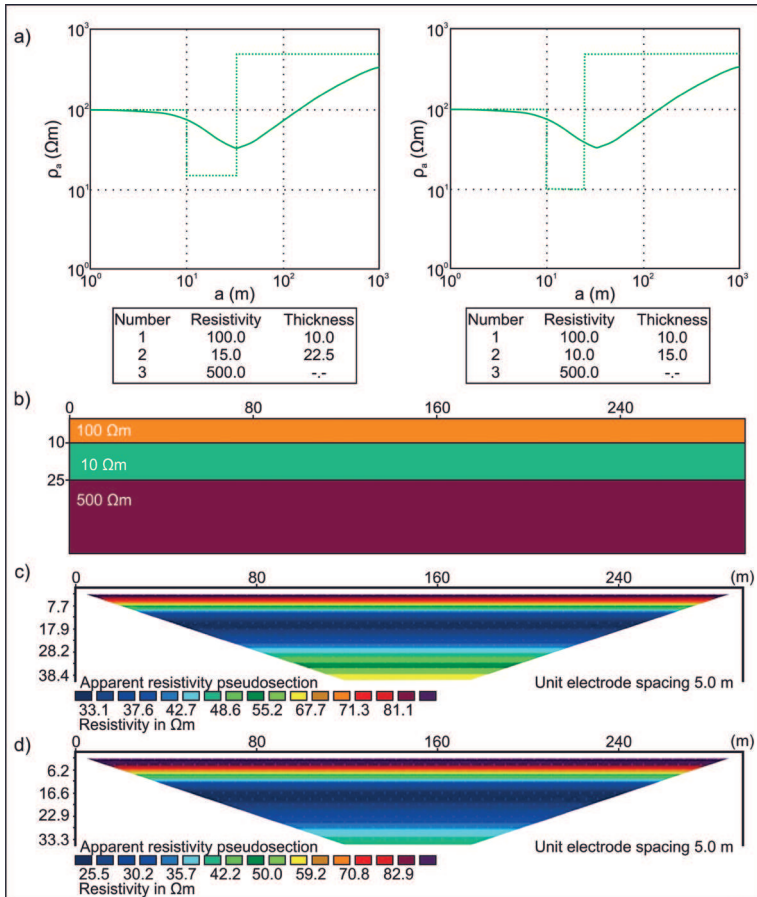 a)
10³ 10³
10² 10²
ρₐ (Ωm) ρₐ (Ωm)
10¹ 10¹
10⁰ 10⁰
10⁰ 10¹ 10² 10³ 10⁰ 10¹ 10² 10³
a (m) a (m)
Number Resistivity Thickness
1 100.0 10.0
2 15.0 22.5
3 500.0 -.-
Number Resistivity Thickness
1 100.0 10.0
2 10.0 15.0
3 500.0 -.-
b)
0 80 160 240
100 Ωm
10
10 Ωm
25
500 Ωm
c)
0 80 160 240 (m)
7.7
17.9
28.2
38.4
Apparent resistivity pseudosection Unit electrode spacing 5.0 m
33.1 37.6 42.7 48.6 55.2 67.7 71.3 81.1
Resistivity in Ωm
d)
0 80 160 240 (m)
6.2
16.6
22.9
33.3
Apparent resistivity pseudosection Unit electrode spacing 5.0 m
25.5 30.2 35.7 42.2 50.0 59.2 70.8 82.9
Resistivity in Ωm